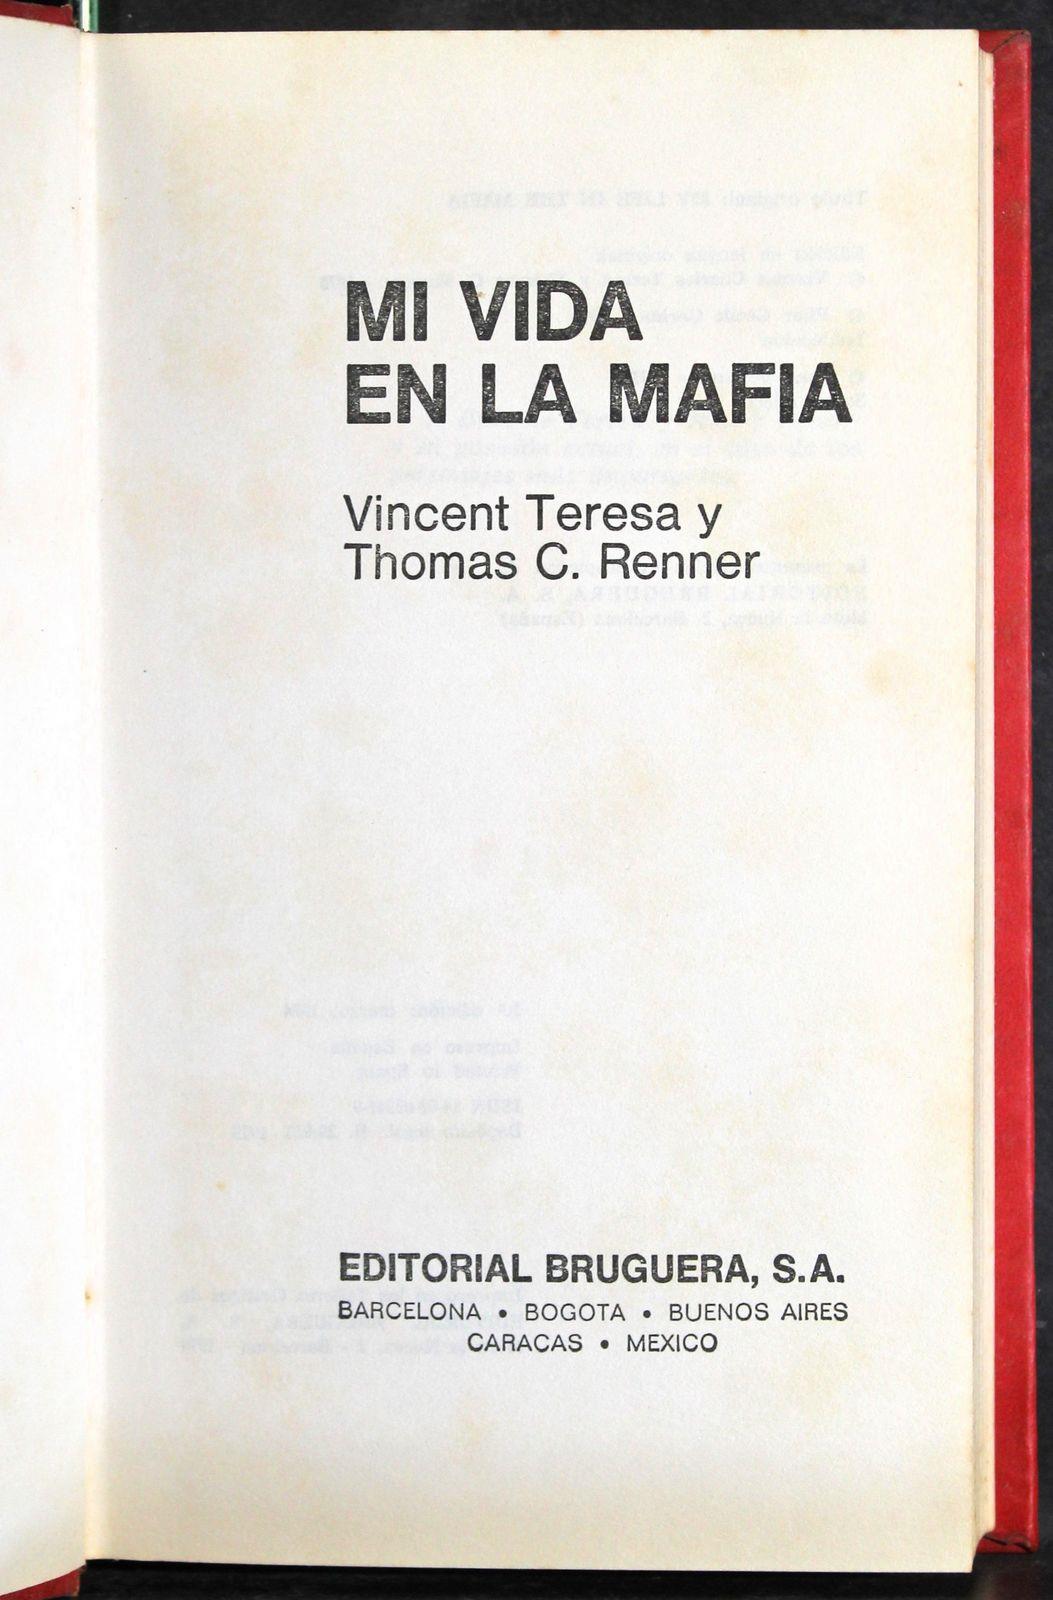 MI VIDA
EN LA MAFIA
Vincent Teresa y
Thomas C. Renner
EDITORIAL BRUGUERA, S.A.
BARCELONA • BOGOTA • BUENOS AIRES
CARACAS • MEXICO